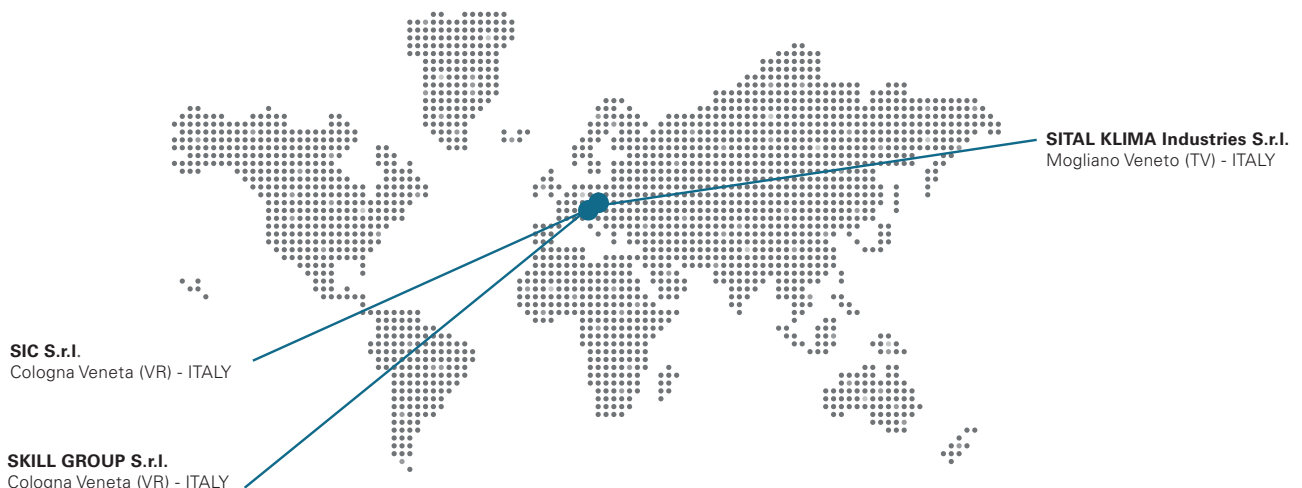 SITAL KLIMA Industries S.r.l.
Mogliano Veneto (TV) - ITALY
SIC S.r.l.
Cologna Veneta (VR) - ITALY
SKILL GROUP S.r.l.
Cologna Veneta (VR) - ITALY